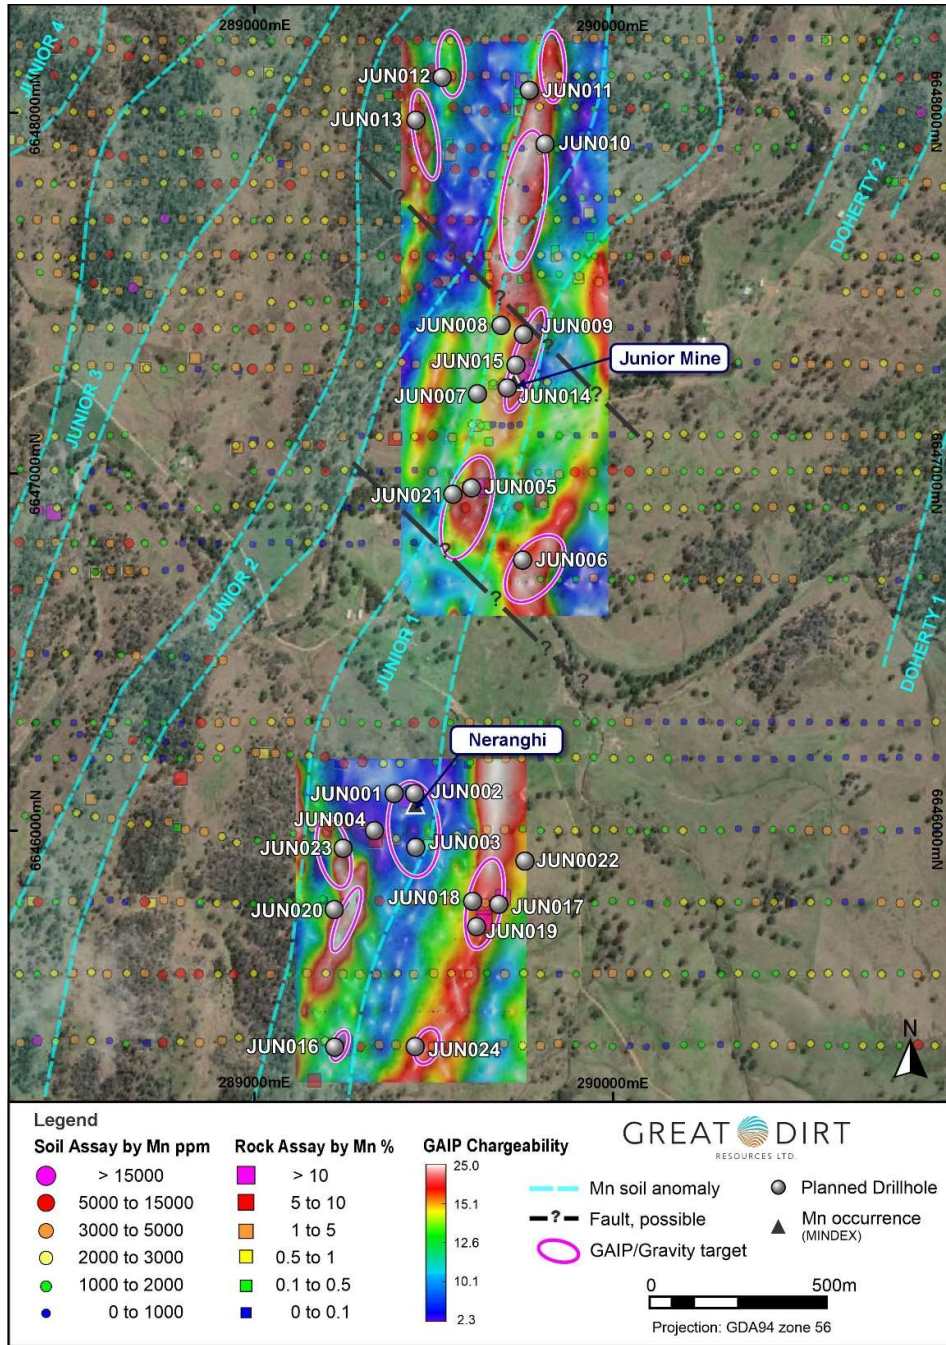 289000mE
290000mE
JUNIOR 4
6648000mN
6648000mN
JUN012
JUN011
JUN013
JUN010
DOHERTY 2
?
?
?
JUN008
JUN009
?
JUN015
Junior Mine
JUN007
JUN014
?
?
JUNIOR 3
6647000mN
6647000mN
JUN021
JUN005
?
JUN006
JUNIOR 2
?
JUNIOR 1
?
?
DOHERTY 1
Neranghi
JUN001
JUN002
JUN004
JUN023
JUN003
6646000mN
6646000mN
JUN0022
JUN018
JUN017
JUN020
JUN019
JUN016
JUN024
N
289000mE
290000mE
Legend
Soil Assay by Mn ppm
> 15000
5000 to 15000
3000 to 5000
2000 to 3000
1000 to 2000
0 to 1000
Rock Assay by Mn %
> 10
5 to 10
1 to 5
0.5 to 1
0.1 to 0.5
0 to 0.1
GAIP Chargeability
25.0
15.1
12.6
10.1
2.3
GREAT DIRT
RESOURCES LTD.
Mn soil anomaly
? Fault, possible
GAIP/Gravity target
Planned Drillhole
Mn occurrence
(MINDEX)
0 500m
Projection: GDA94 zone 56